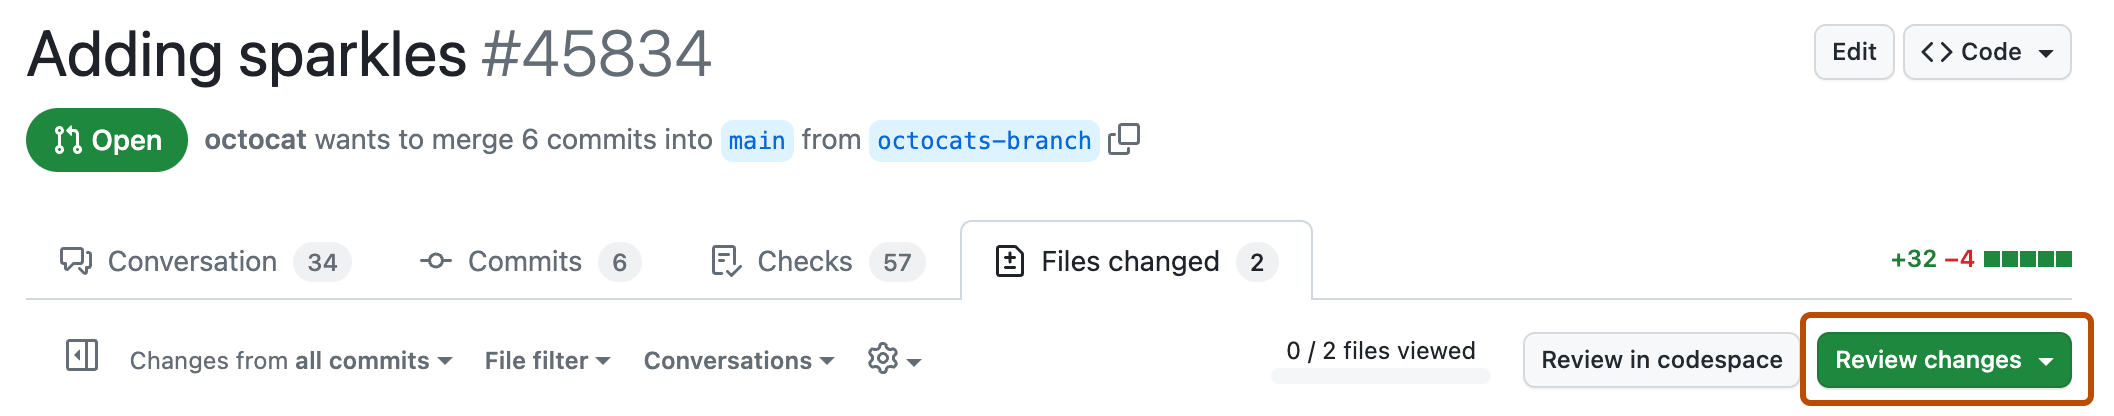 Adding sparkles #45834
Edit
<> Code
Open
octocat wants to merge 6 commits into main from octocats-branch
Conversation 34
Commits 6
Checks 57
Files changed 2
+32 −4
Changes from all commits
File filter
Conversations
0 / 2 files viewed
Review in codespace
Review changes